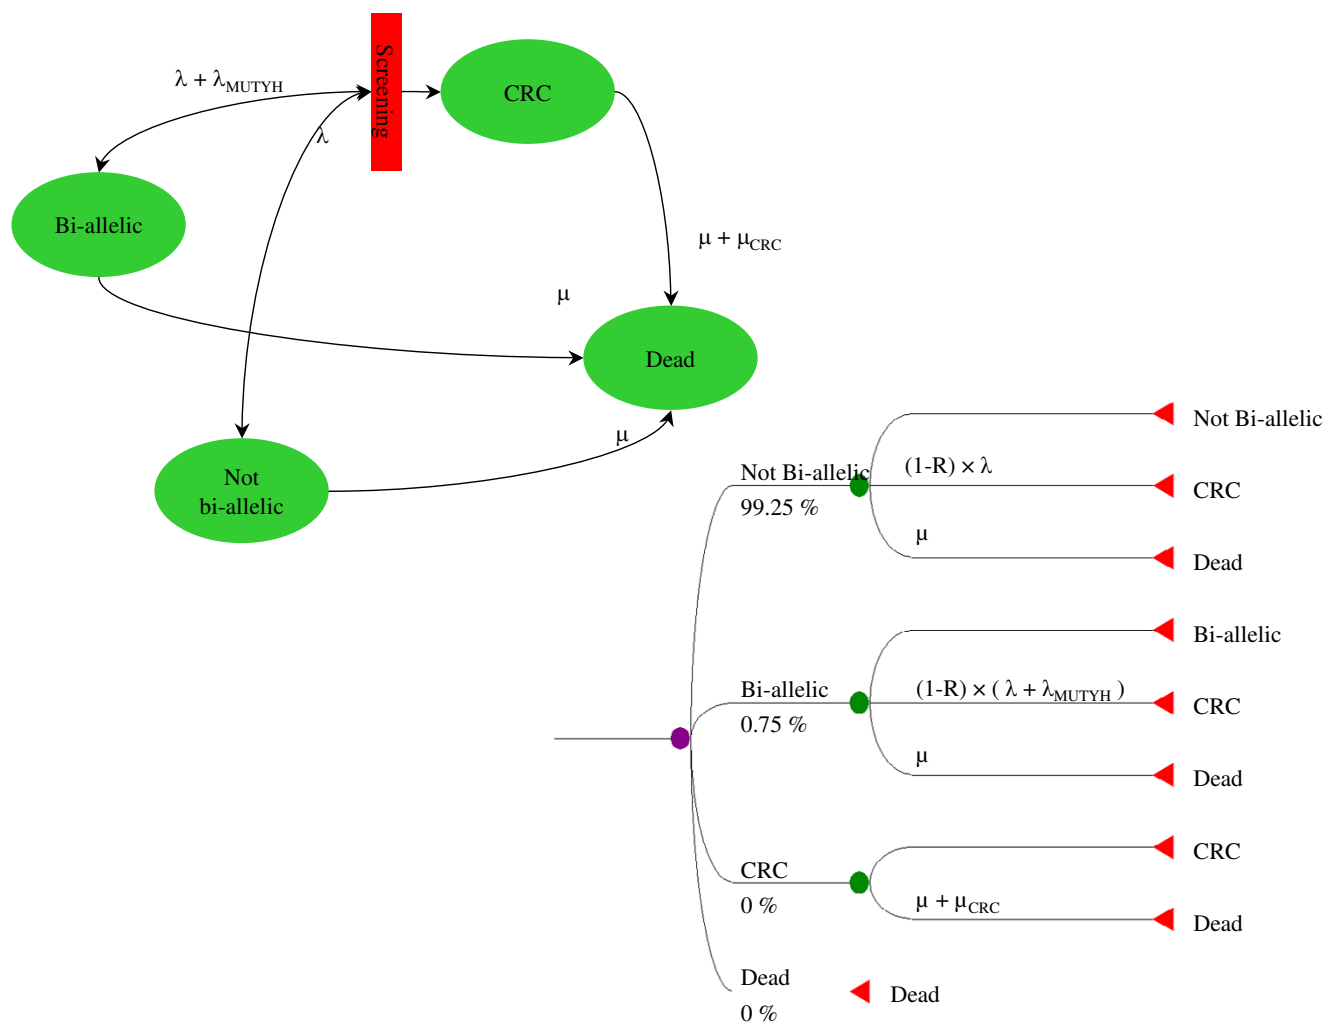 Screening
λ + λMUTYH
CRC
λ
Bi-allelic
μ + μCRC
μ
Dead
μ
Not
bi-allelic
Not Bi-allelic
99.25 %
Not Bi-allelic
(1-R) × λ
CRC
μ
Dead
Bi-allelic
0.75 %
Bi-allelic
(1-R) × ( λ + λMUTYH )
CRC
μ
Dead
CRC
0 %
CRC
μ + μCRC
Dead
Dead
0 %
Dead